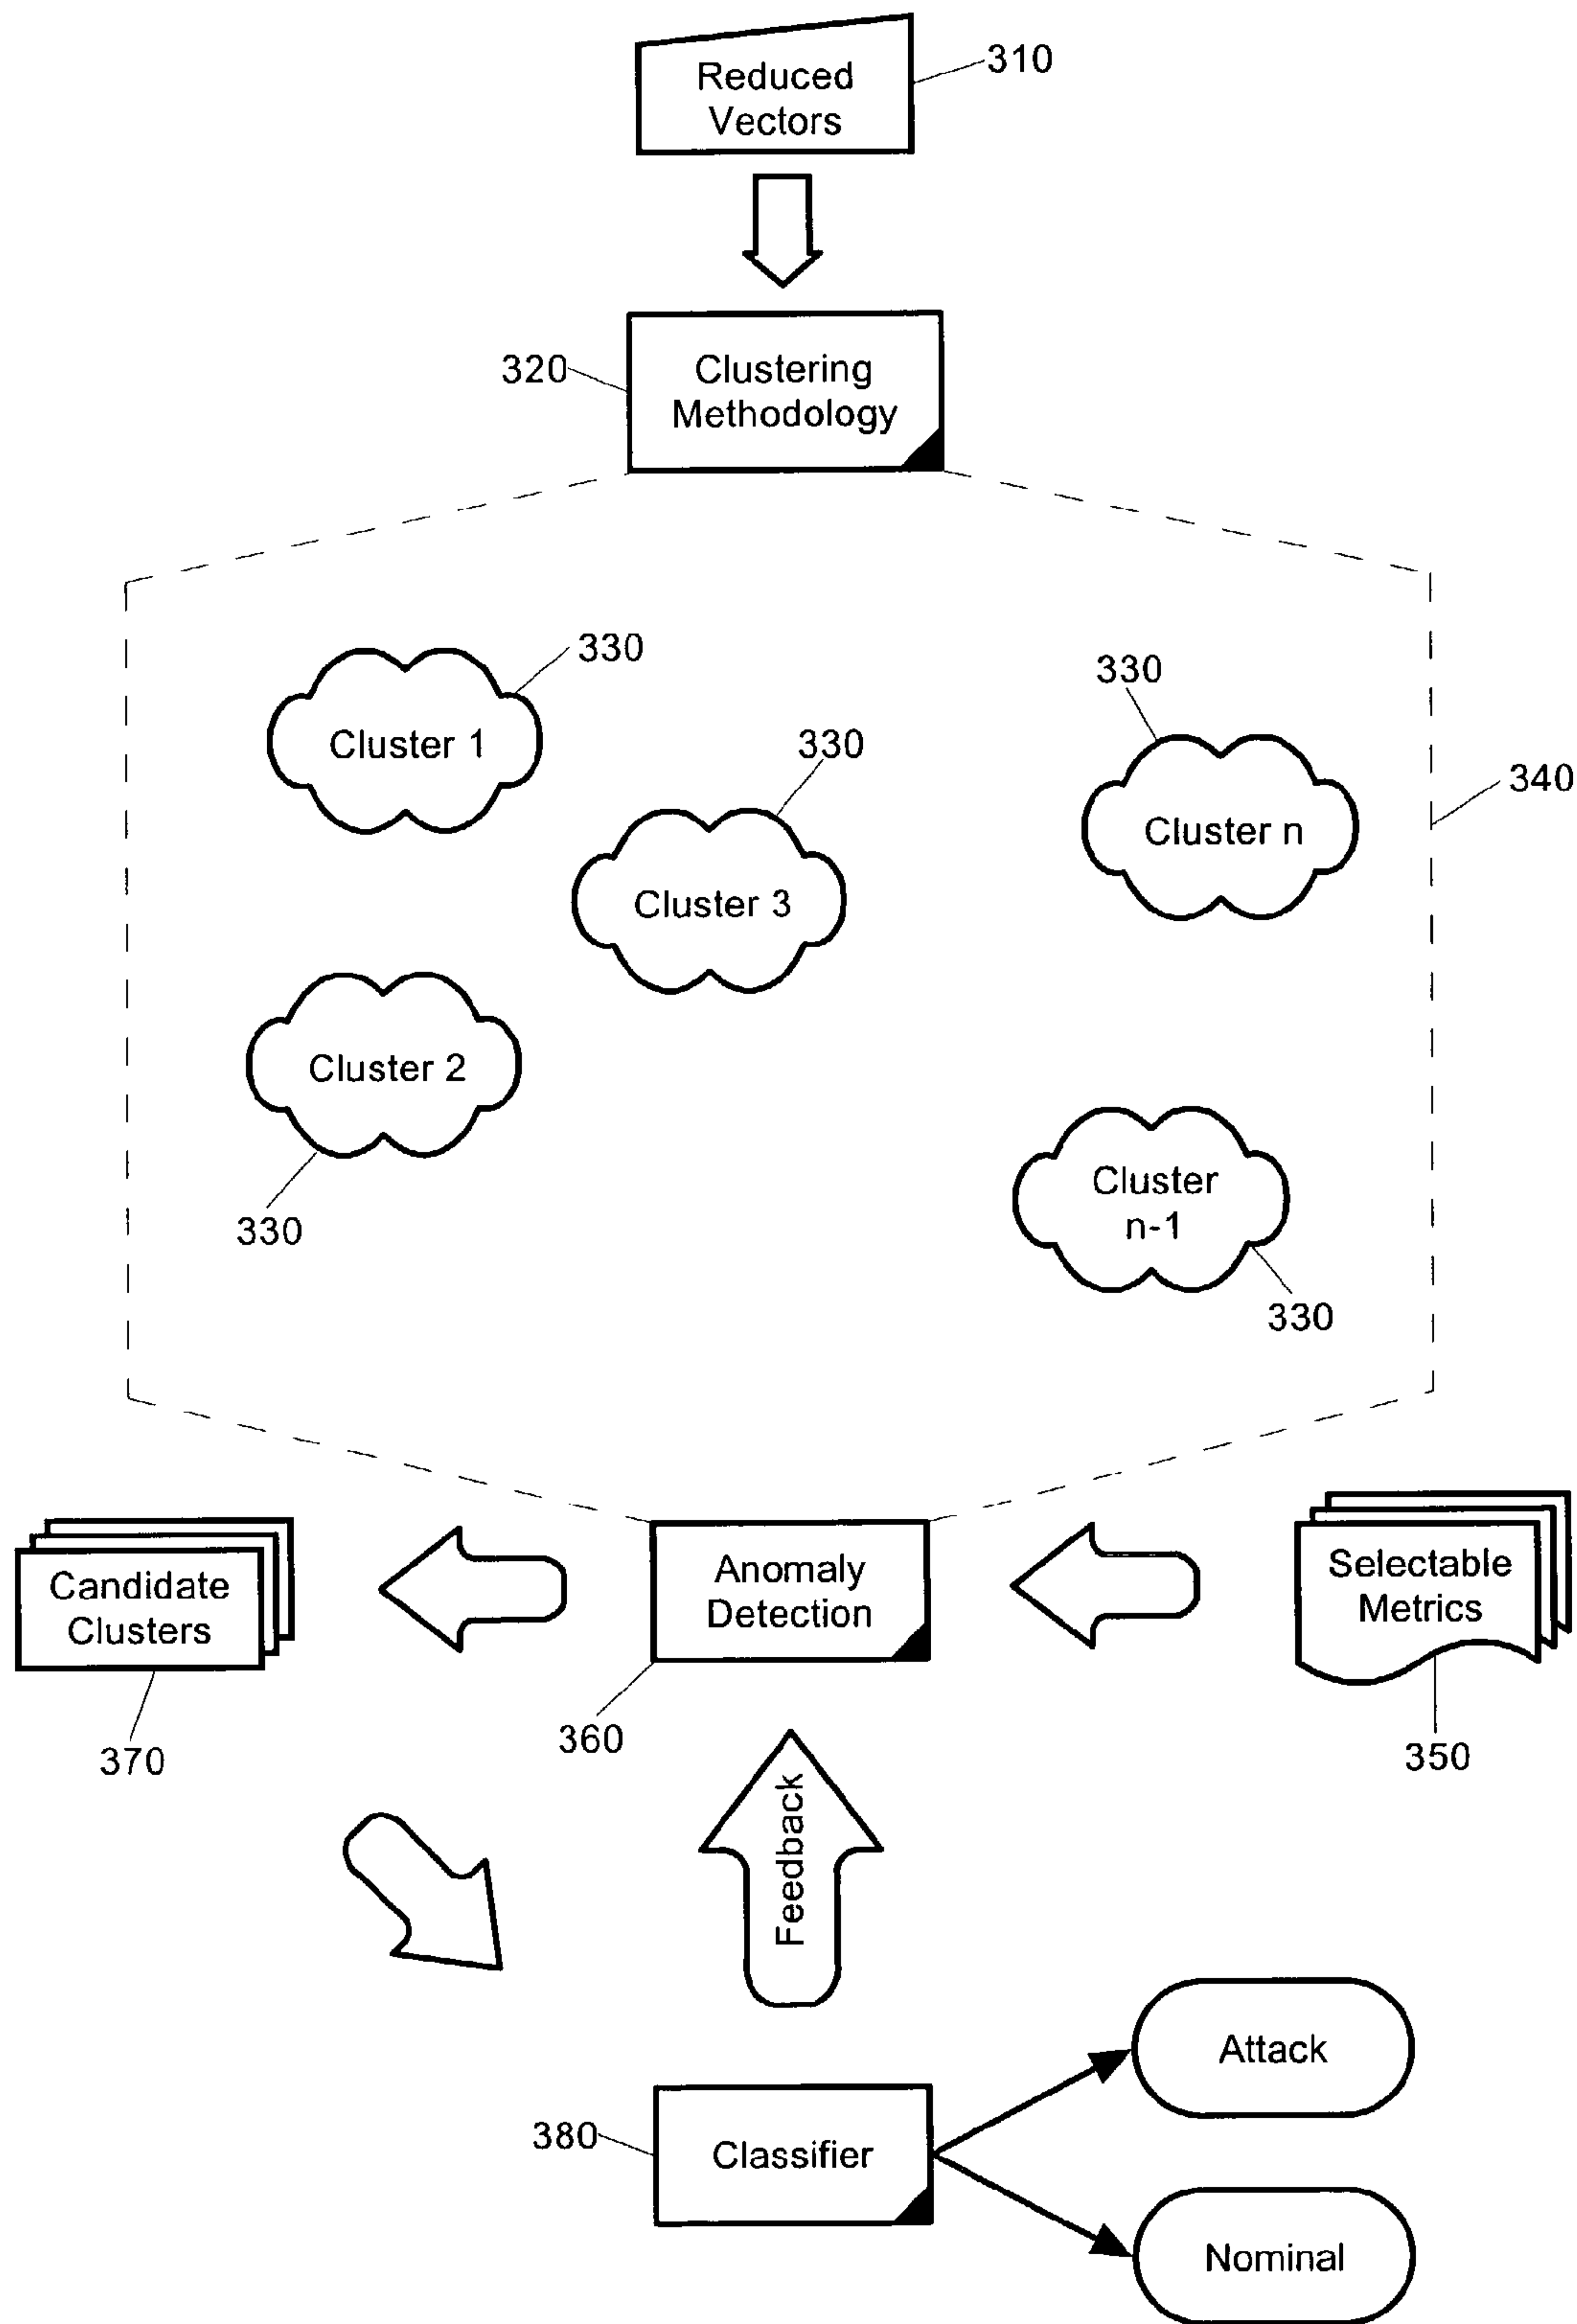 Reduced
Vectors
310
320
Clustering
Methodology
330
Cluster 1
330
Cluster 3
330
Cluster n
340
Cluster 2
330
Cluster
n-1
330
Candidate
Clusters
370
Anomaly
Detection
360
Selectable
Metrics
350
Feedback
380
Classifier
Attack
Nominal